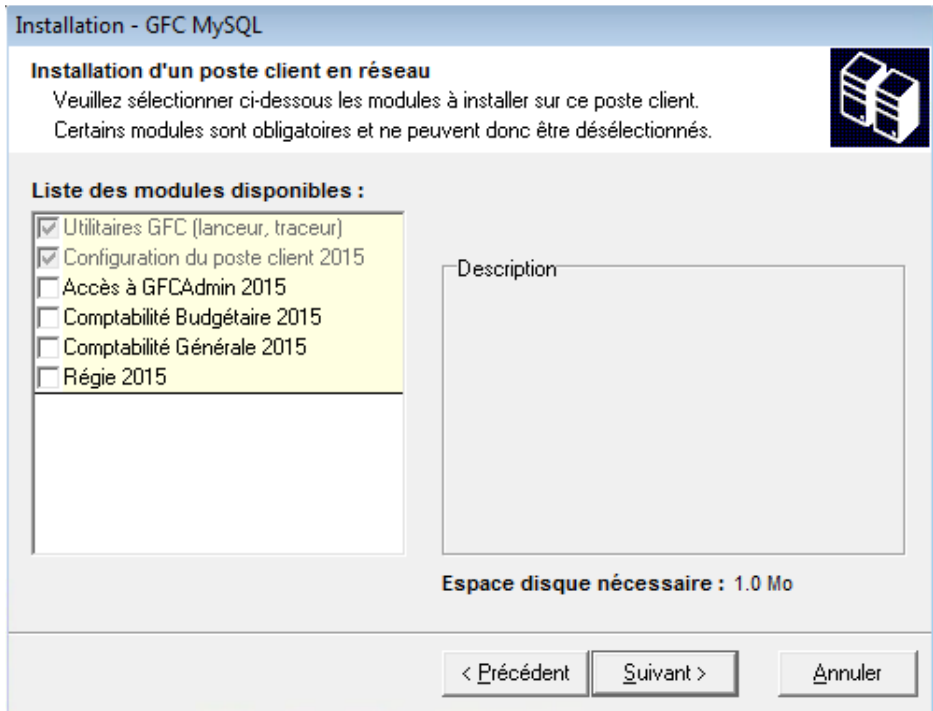 Installation - GFC MySQL
Installation d'un poste client en réseau
Veuillez sélectionner ci-dessous les modules à installer sur ce poste client.
Certains modules sont obligatoires et ne peuvent donc être désélectionnés.
Liste des modules disponibles :
Utilitaires GFC (lanceur, traceur)
Configuration du poste client 2015
Accès à GFCAdmin 2015
Comptabilité Budgétaire 2015
Comptabilité Générale 2015
Régie 2015
Description
Espace disque nécessaire : 1.0 Mo
< Précédent
Suivant >
Annuler